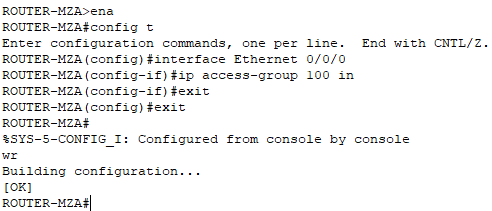 ROUTER-MZA>ena
ROUTER-MZA#config t
Enter configuration commands, one per line.  End with CNTL/Z.
ROUTER-MZA(config)#interface Ethernet 0/0/0
ROUTER-MZA(config-if)#ip access-group 100 in
ROUTER-MZA(config-if)#exit
ROUTER-MZA(config)#exit
ROUTER-MZA#
%SYS-5-CONFIG_I: Configured from console by console
wr
Building configuration...
[OK]
ROUTER-MZA#